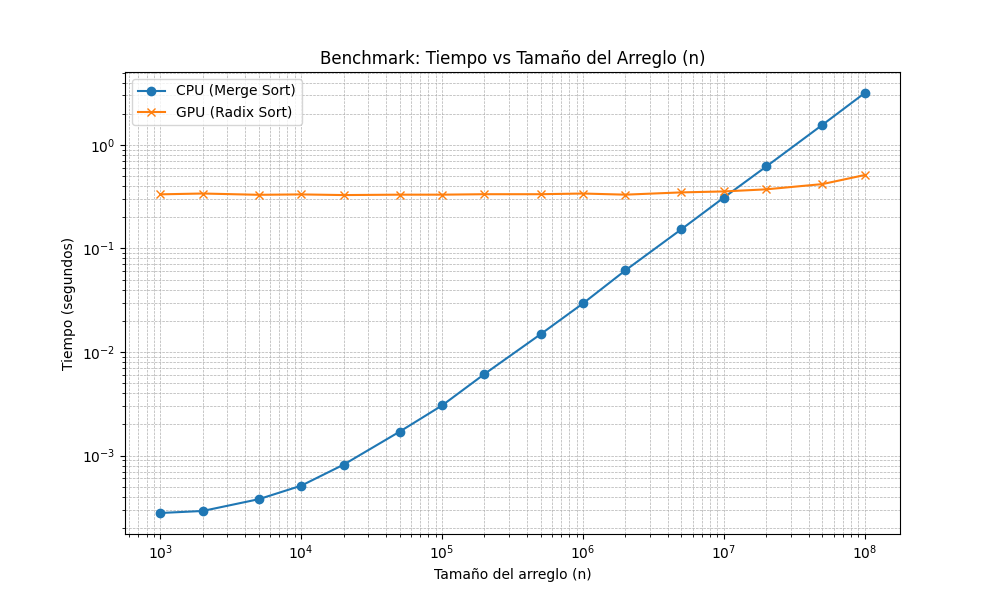 Benchmark: Tiempo vs Tamaño del Arreglo (n)
CPU (Merge Sort)
GPU (Radix Sort)
Tiempo (segundos)
10⁰
10⁻¹
10⁻²
10⁻³
10³ 10⁴ 10⁵ 10⁶ 10⁷ 10⁸
Tamaño del arreglo (n)